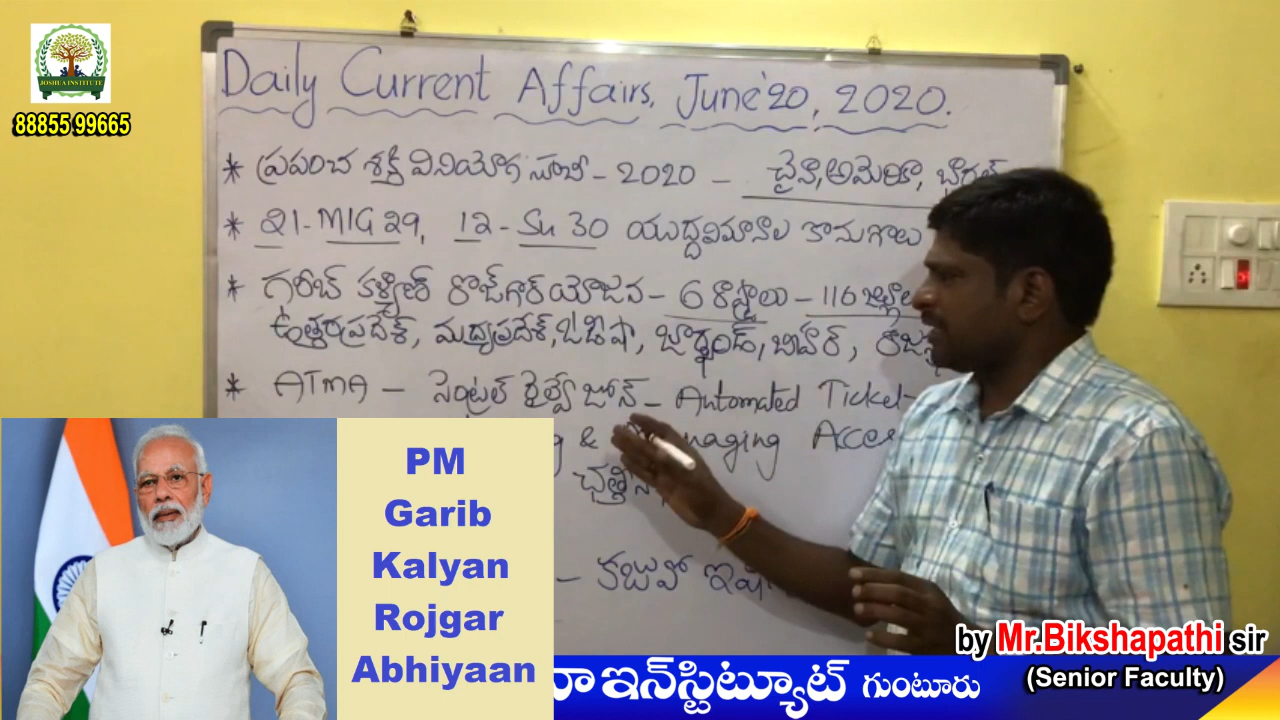 JOSHUA INSTITUTE
88855 99665
Daily Current Affairs, June'20, 2020.
* ప్రపంచ శక్తి వినియోగ సూచీ - 2020 - చైనా, అమెరికా, భారత్
* 21-MIG 29, 12-Su 30 యుద్ధవిమానాల కొనుగోలు
* గరీబ్ కళ్యాణ్ రోజ్‌గార్ యోజన - 6 రాష్ట్రాలు - 116 జిల్లాల
ఉత్తరప్రదేశ్, మధ్యప్రదేశ్, ఒడిషా, జార్ఖండ్, బీహార్,
* ATMA - సెంట్రల్ రైల్వే జోన్ - Automated Ticket-
&
PM
Garib
Kalyan
Rojgar
Abhiyaan
by Mr.Bikshapathi sir
(Senior Faculty)
ఇన్‌స్టిట్యూట్ గుంటూరు